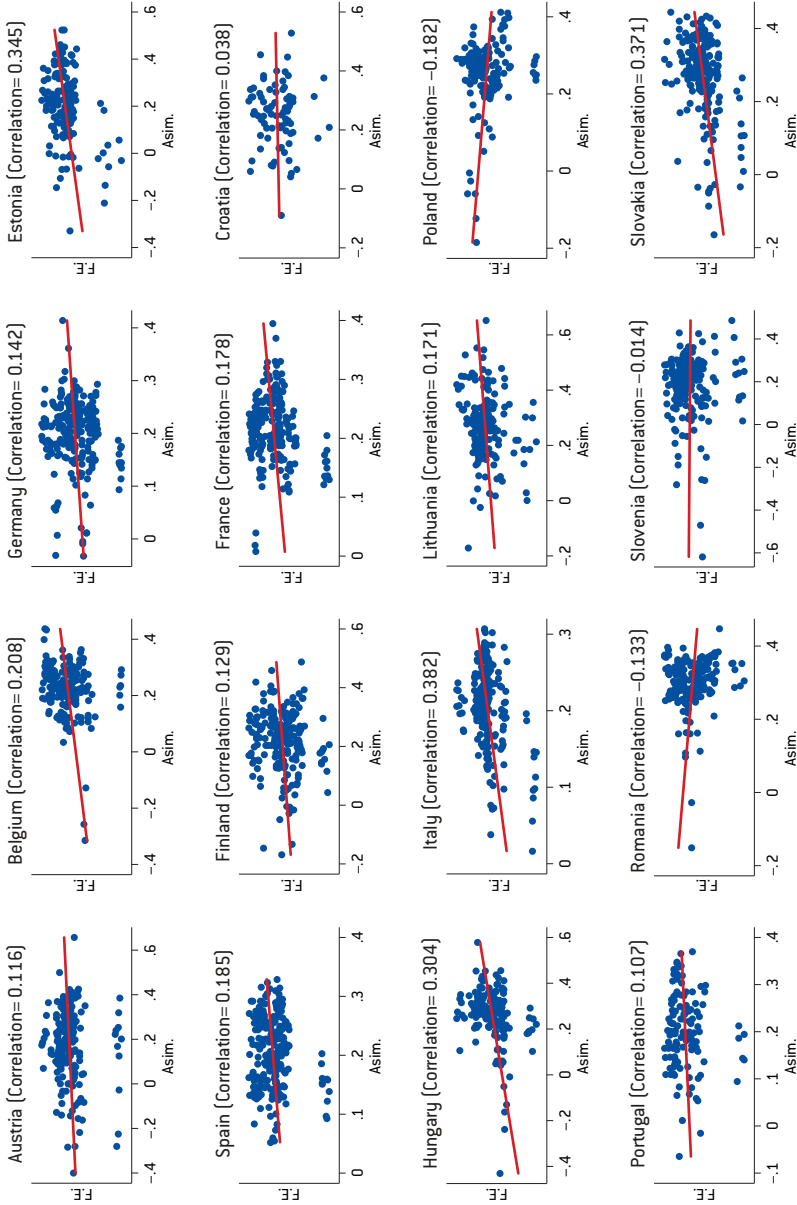 Austria (Correlation= 0.116)
F.E.
-.4 -.2 0 .2 .4 .6
Asim.
Belgium (Correlation= 0.208)
F.E.
-.4 -.2 0 .2 .4
Asim.
Germany (Correlation= 0.142)
F.E.
0 .1 .2 .3 .4
Asim.
Estonia (Correlation= 0.345)
F.E.
-.4 -.2 0 .2 .4 .6
Asim.
Spain (Correlation= 0.185)
F.E.
0 .1 .2 .3 .4
Asim.
Finland (Correlation= 0.129)
F.E.
-.2 0 .2 .4 .6
Asim.
France (Correlation= 0.178)
F.E.
0 .1 .2 .3 .4
Asim.
Croatia (Correlation= 0.038)
F.E.
-.2 0 .2 .4 .6
Asim.
Hungary (Correlation= 0.304)
F.E.
-.4 -.2 0 .2 .4 .6
Asim.
Italy (Correlation= 0.382)
F.E.
0 .1 .2 .3
Asim.
Lithuania (Correlation= 0.171)
F.E.
-.2 0 .2 .4 .6
Asim.
Poland (Correlation= −0.182)
F.E.
-.2 0 .2 .4
Asim.
Portugal (Correlation= 0.107)
F.E.
-.1 0 .1 .2 .3 .4
Asim.
Romania (Correlation= −0.133)
F.E.
-.2 0 .2 .4
Asim.
Slovenia (Correlation= −0.014)
F.E.
-.6 -.4 -.2 0 .2 .4
Asim.
Slovakia (Correlation= 0.371)
F.E.
-.2 0 .2 .4
Asim.